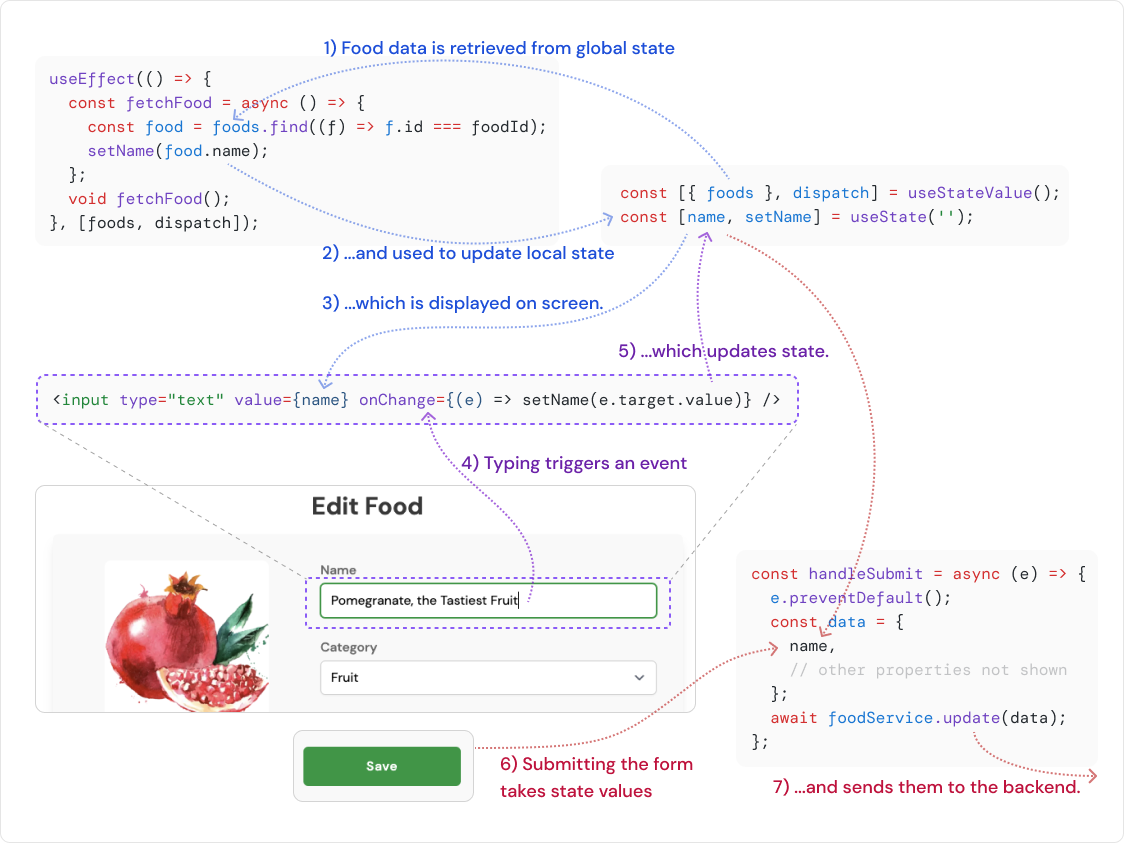 1) Food data is retrieved from global state
useEffect(() => {
  const fetchFood = async () => {
    const food = foods.find((f) => f.id === foodId);
    setName(food.name);
  };
  void fetchFood();
}, [foods, dispatch]);
const [{ foods }, dispatch] = useStateValue();
const [name, setName] = useState('');
2) ...and used to update local state
3) ...which is displayed on screen.
5) ...which updates state.
<input type="text" value={name} onChange={(e) => setName(e.target.value)} />
4) Typing triggers an event
Edit Food
Name
Pomegranate, the Tastiest Fruit
Category
Fruit
Save
const handleSubmit = async (e) => {
  e.preventDefault();
  const data = {
    name,
    // other properties not shown
  };
  await foodService.update(data);
};
6) Submitting the form
takes state values
7) ...and sends them to the backend.